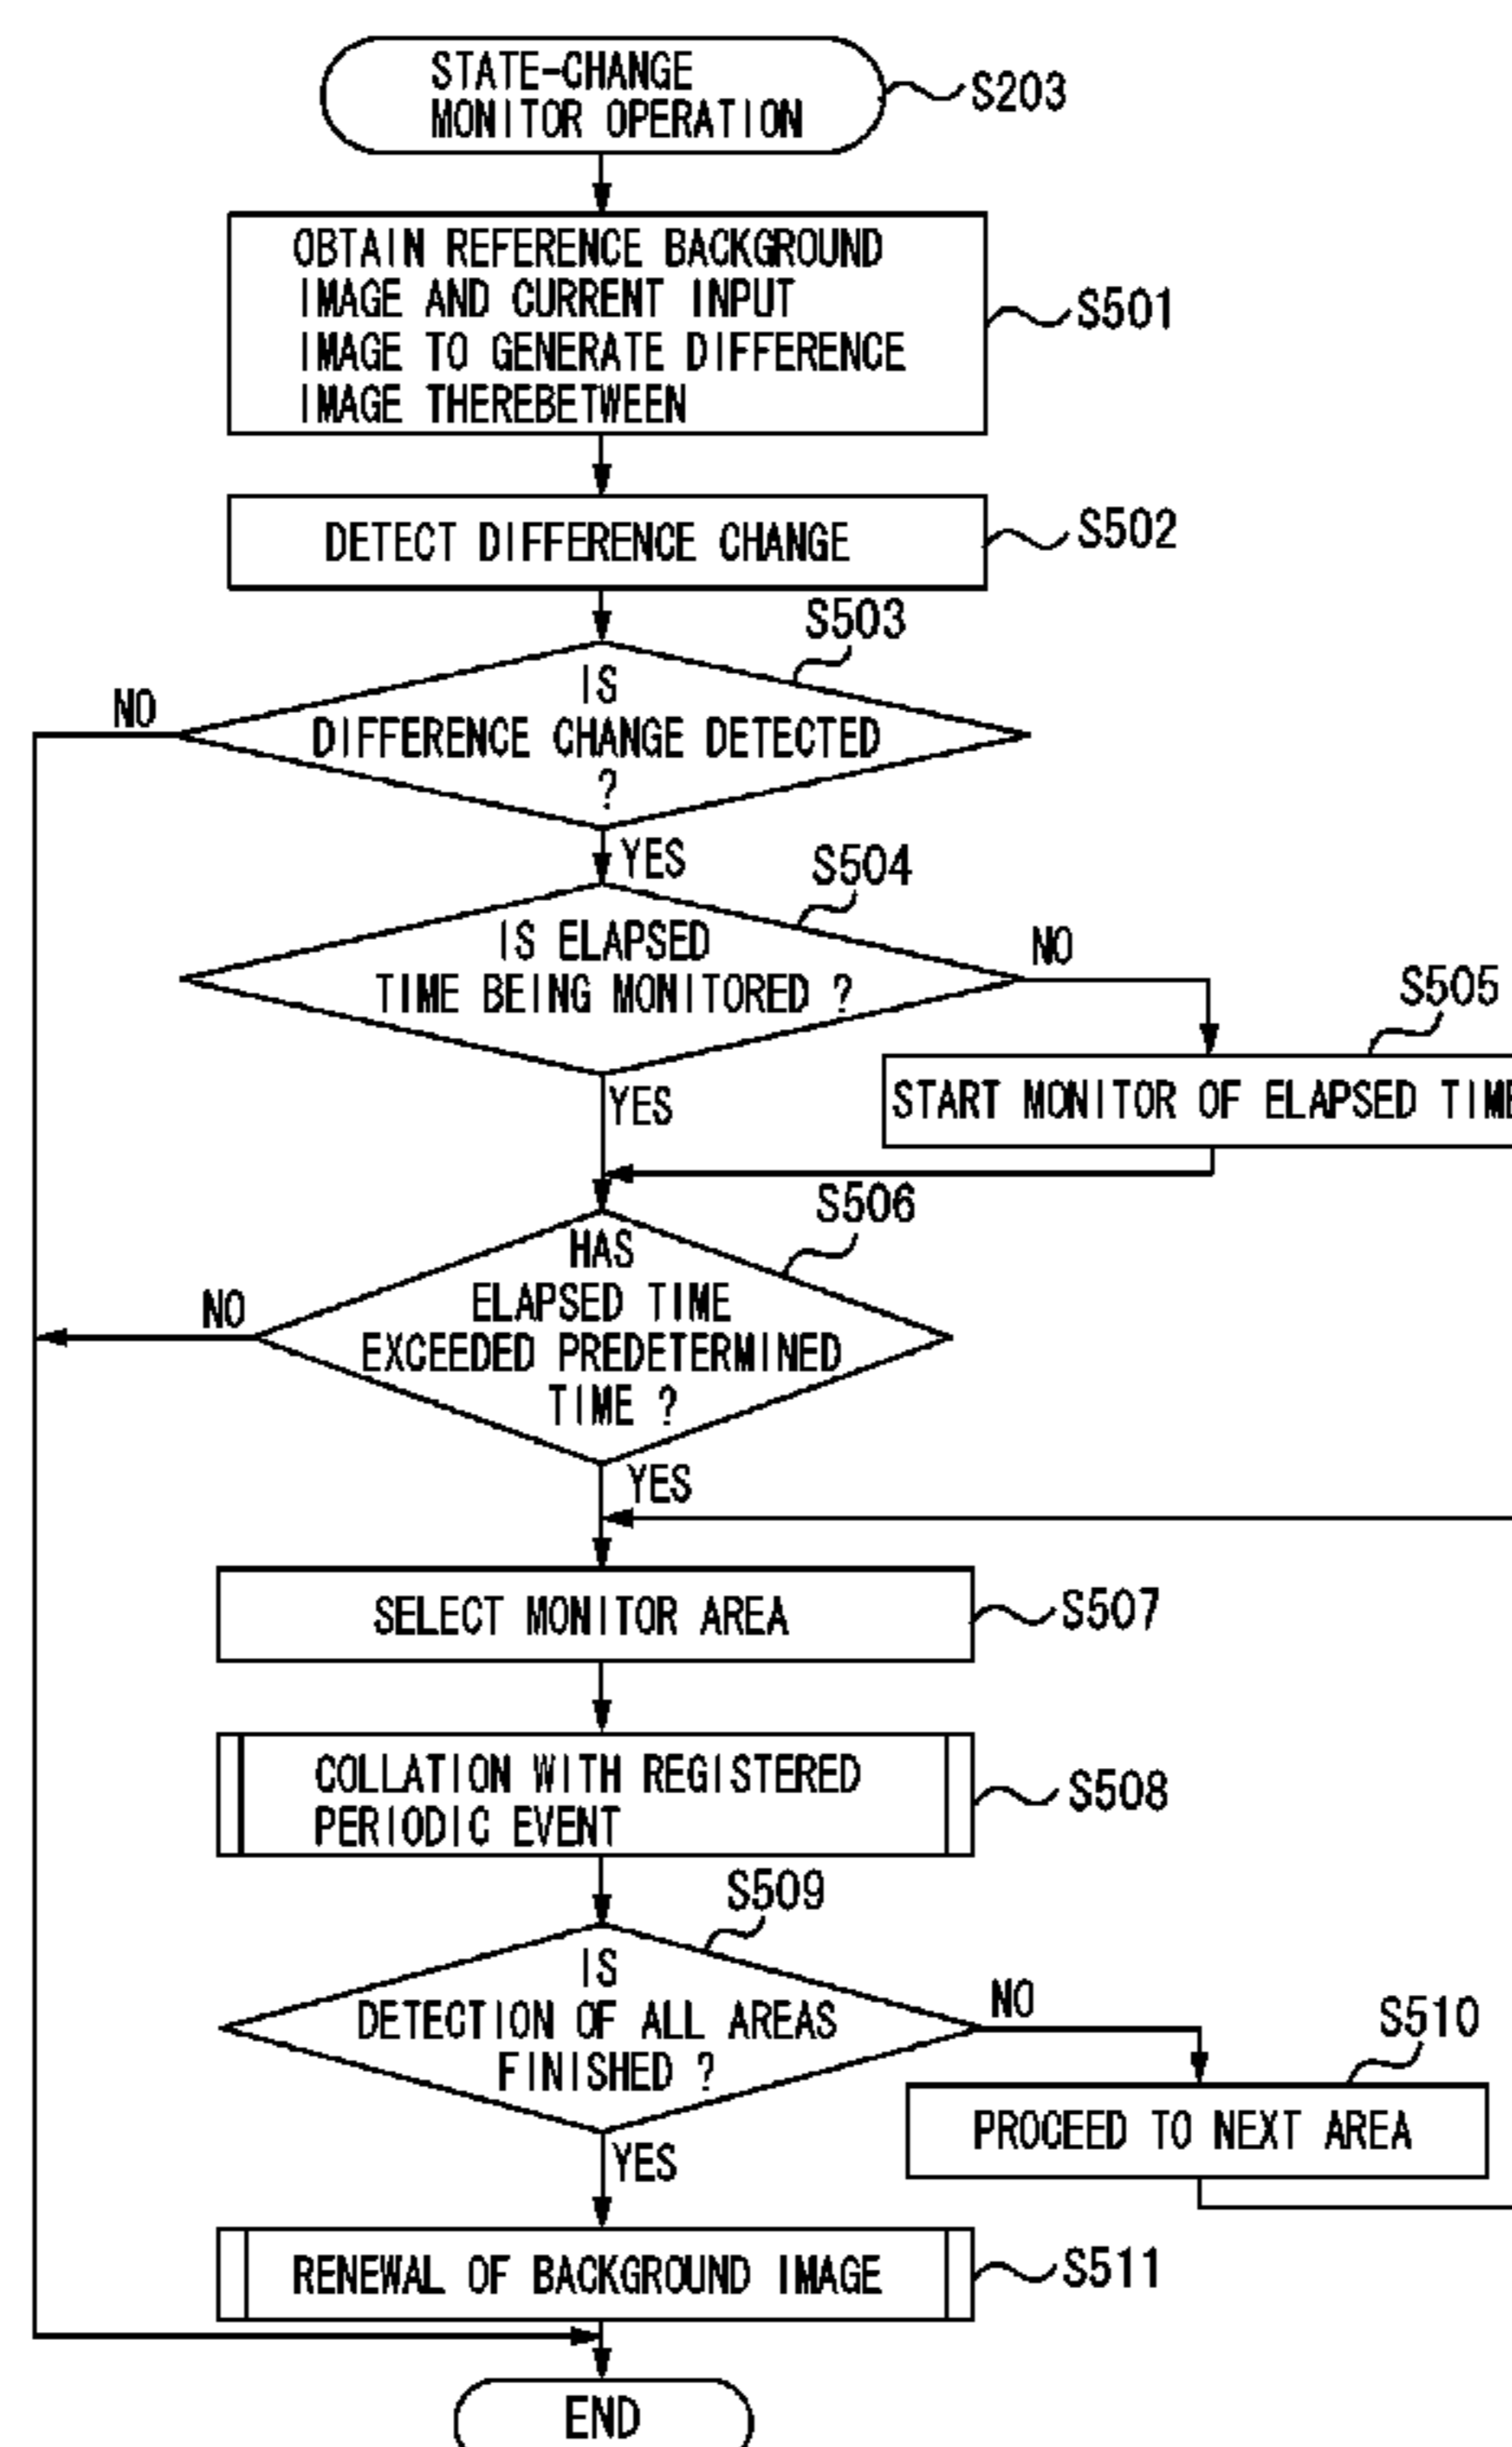 STATE-CHANGE
MONITOR OPERATION
S203
OBTAIN REFERENCE BACKGROUND
IMAGE AND CURRENT INPUT
IMAGE TO GENERATE DIFFERENCE
IMAGE THEREBETWEEN
S501
DETECT DIFFERENCE CHANGE
S502
S503
IS
DIFFERENCE CHANGE DETECTED
?
NO
YES
S504
IS ELAPSED
TIME BEING MONITORED ?
NO
S505
START MONITOR OF ELAPSED TIME
YES
S506
HAS
ELAPSED TIME
EXCEEDED PREDETERMINED
TIME ?
NO
YES
SELECT MONITOR AREA
S507
COLLATION WITH REGISTERED
PERIODIC EVENT
S508
S509
IS
DETECTION OF ALL AREAS
FINISHED ?
NO
S510
PROCEED TO NEXT AREA
YES
RENEWAL OF BACKGROUND IMAGE
S511
END